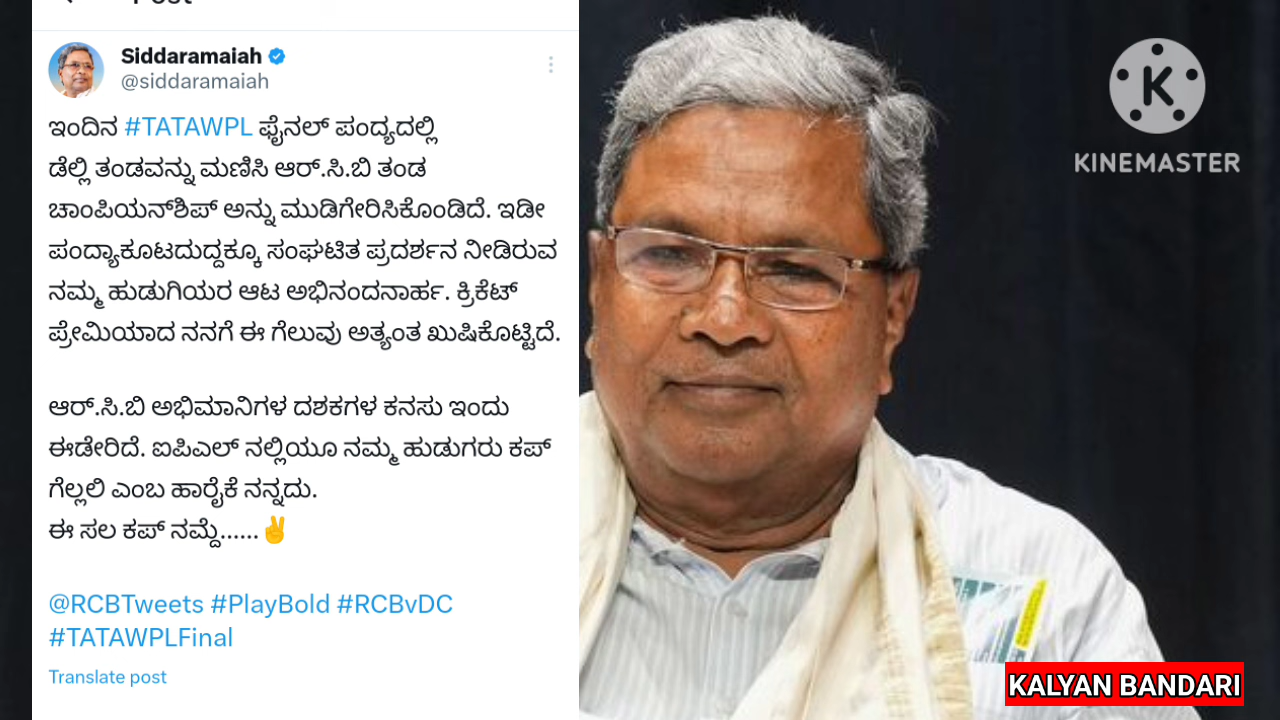 Siddaramaiah
@siddaramaiah
ಇಂದಿನ #TATAWPL ಫೈನಲ್ ಪಂದ್ಯದಲ್ಲಿ
ಡೆಲ್ಲಿ ತಂಡವನ್ನು ಮಣಿಸಿ ಆರ್.ಸಿ.ಬಿ ತಂಡ
ಚಾಂಪಿಯನ್‌ಶಿಪ್ ಅನ್ನು ಮುಡಿಗೇರಿಸಿಕೊಂಡಿದೆ. ಇಡೀ
ಪಂದ್ಯಾಕೂಟದುದ್ದಕ್ಕೂ ಸಂಘಟಿತ ಪ್ರದರ್ಶನ ನೀಡಿರುವ
ನಮ್ಮ ಹುಡುಗಿಯರ ಆಟ ಅಭಿನಂದನಾರ್ಹ. ಕ್ರಿಕೆಟ್
ಪ್ರೇಮಿಯಾದ ನನಗೆ ಈ ಗೆಲುವು ಅತ್ಯಂತ ಖುಷಿಕೊಟ್ಟಿದೆ.
ಆರ್.ಸಿ.ಬಿ ಅಭಿಮಾನಿಗಳ ದಶಕಗಳ ಕನಸು ಇಂದು
ಈಡೇರಿದೆ. ಐಪಿಎಲ್ ನಲ್ಲಿಯೂ ನಮ್ಮ ಹುಡುಗರು ಕಪ್
ಗೆಲ್ಲಲಿ ಎಂಬ ಹಾರೈಕೆ ನನ್ನದು.
ಈ ಸಲ ಕಪ್ ನಮ್ದೆ......✌️
@RCBTweets #PlayBold #RCBvDC
#TATAWPLFinal
Translate post
KINEMASTER
KALYAN BANDARI